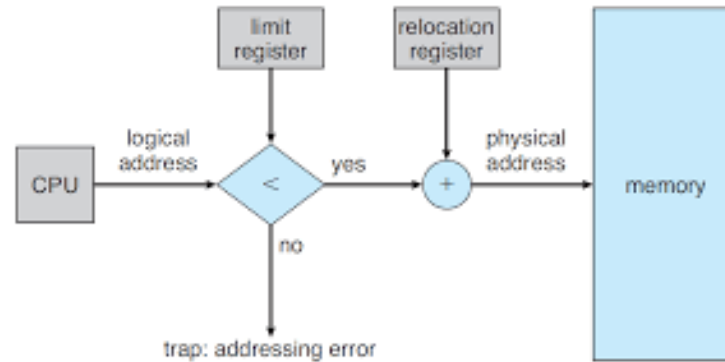 limit
register
relocation
register
logical
address
physical
address
CPU
<
yes
+
memory
no
trap: addressing error